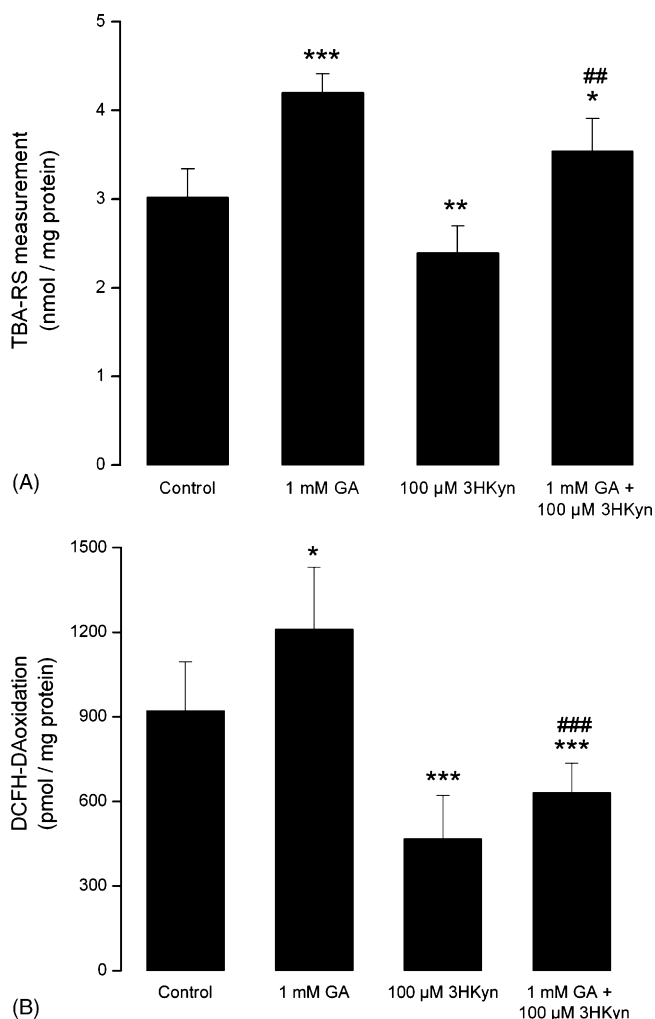 5
4
3
2
1
0
TBA-RS measurement
(nmol / mg protein)
***
**
##
*
Control
1 mM GA
100 µM 3HKyn
1 mM GA +
100 µM 3HKyn
(A)
1500
1200
900
600
300
0
DCFH-DAoxidation
(pmol / mg protein)
*
***
###
***
Control
1 mM GA
100 µM 3HKyn
1 mM GA +
100 µM 3HKyn
(B)